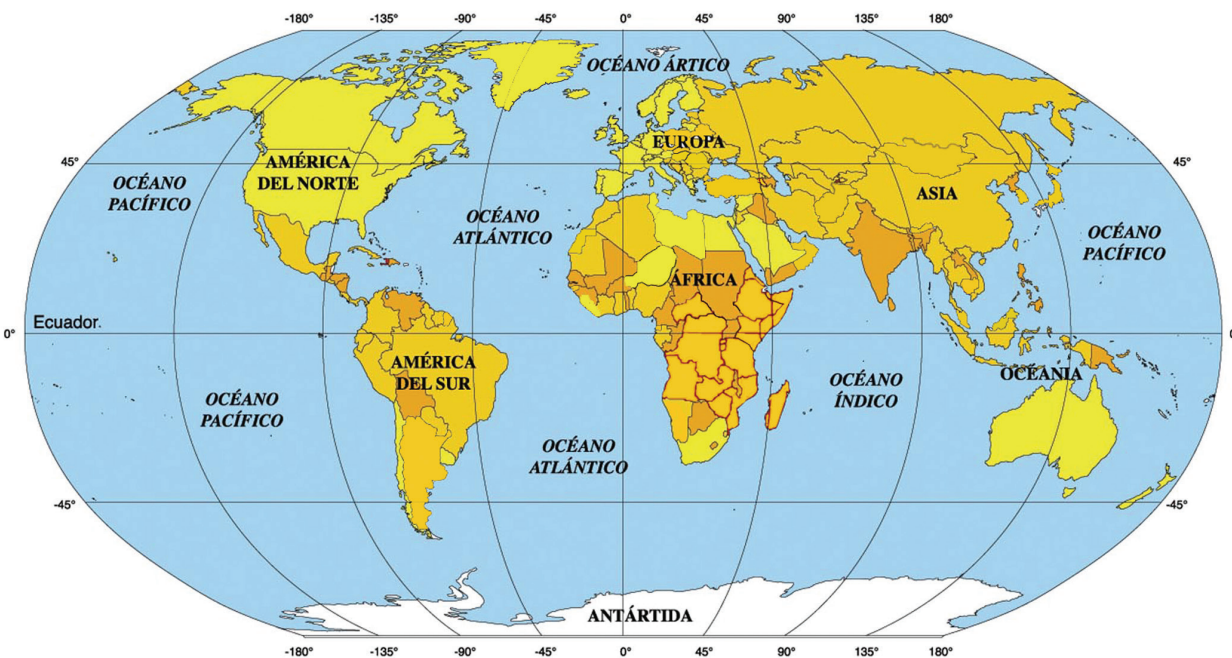 -180° -135° -90° -45° 0° 45° 90° 135° 180°
OCÉANO ÁRTICO
EUROPA
45° 45°
AMÉRICA
DEL NORTE
OCÉANO
PACÍFICO
ASIA
OCÉANO
ATLÁNTICO
OCÉANO
PACÍFICO
ÁFRICA
Ecuador.
0° 0
AMÉRICA
DEL SUR
OCEANÍA
OCÉANO
ÍNDICO
OCÉANO
PACÍFICO
OCÉANO
ATLÁNTICO
-45° -45°
ANTÁRTIDA
-180° -135° -90° -45° 0° 45° 90° 135° 180°